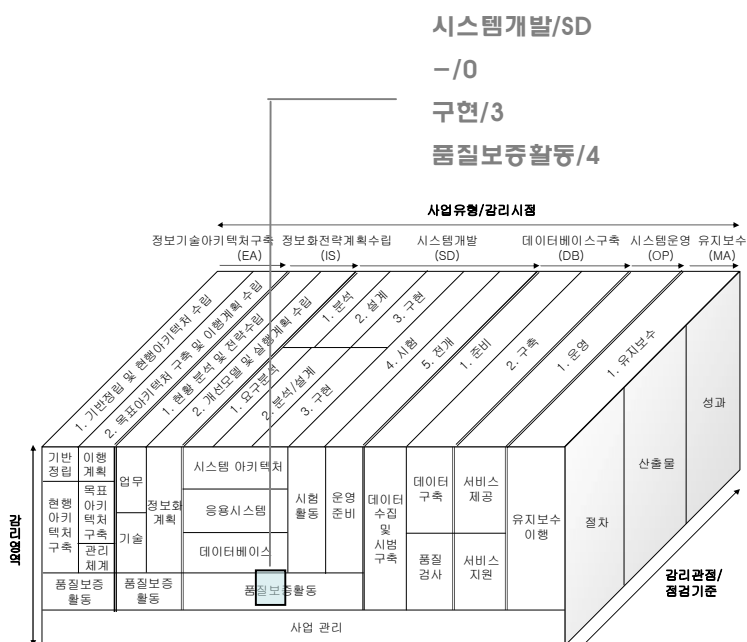 시스템개발/SD
–/0
구현/3
품질보증활동/4
사업유형/감리시점
정보기술아키텍처구축
(EA)
정보화전략계획수립
(IS)
시스템개발
(SD)
데이터베이스구축
(DB)
시스템운영
(OP)
유지보수
(MA)
1. 기반정립 및 현행아키텍처 수립
2. 목표아키텍처 구축 및 이행계획 수립
1. 현황 분석 및 전략수립
2. 개선모델 및 실행계획 수립
1. 분석
2. 설계
3. 구현
1. 요구분석
2. 분석/설계
3. 구현
4. 시험
5. 전개
1. 준비
2. 구축
1. 운영
1. 유지보수
성과
산출물
절차
감리영역
기반
정립
이행
계획
현행
아키
텍처
구축
목표
아키
텍처
구축
관리
체계
업무
기술
정보화
계획
시스템 아키텍처
응용시스템
데이터베이스
시험
활동
운영
준비
데이터
수집
및
시범
구축
데이터
구축
품질
검사
서비스
제공
서비스
지원
유지보수
이행
품질보증
활동
품질보증
활동
품질보증활동
사업 관리
감리관점/
점검기준